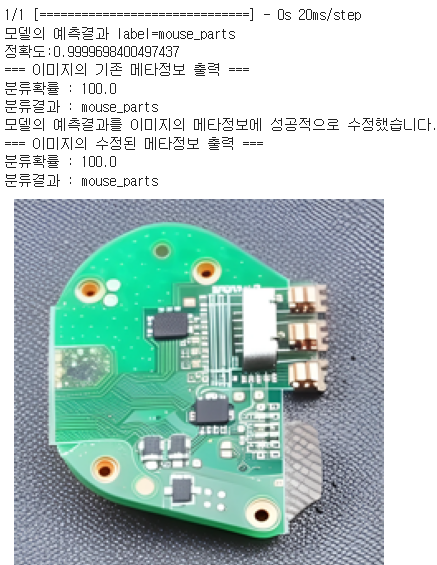 1/1 [==============================] - 0s 20ms/step
모델의 예측결과 label=mouse_parts
정확도:0.9999698400497437
=== 이미지의 기존 메타정보 출력 ===
분류확률 : 100.0
분류결과 : mouse_parts
모델의 예측결과를 이미지의 메타정보에 성공적으로 수정했습니다.
=== 이미지의 수정된 메타정보 출력 ===
분류확률 : 100.0
분류결과 : mouse_parts